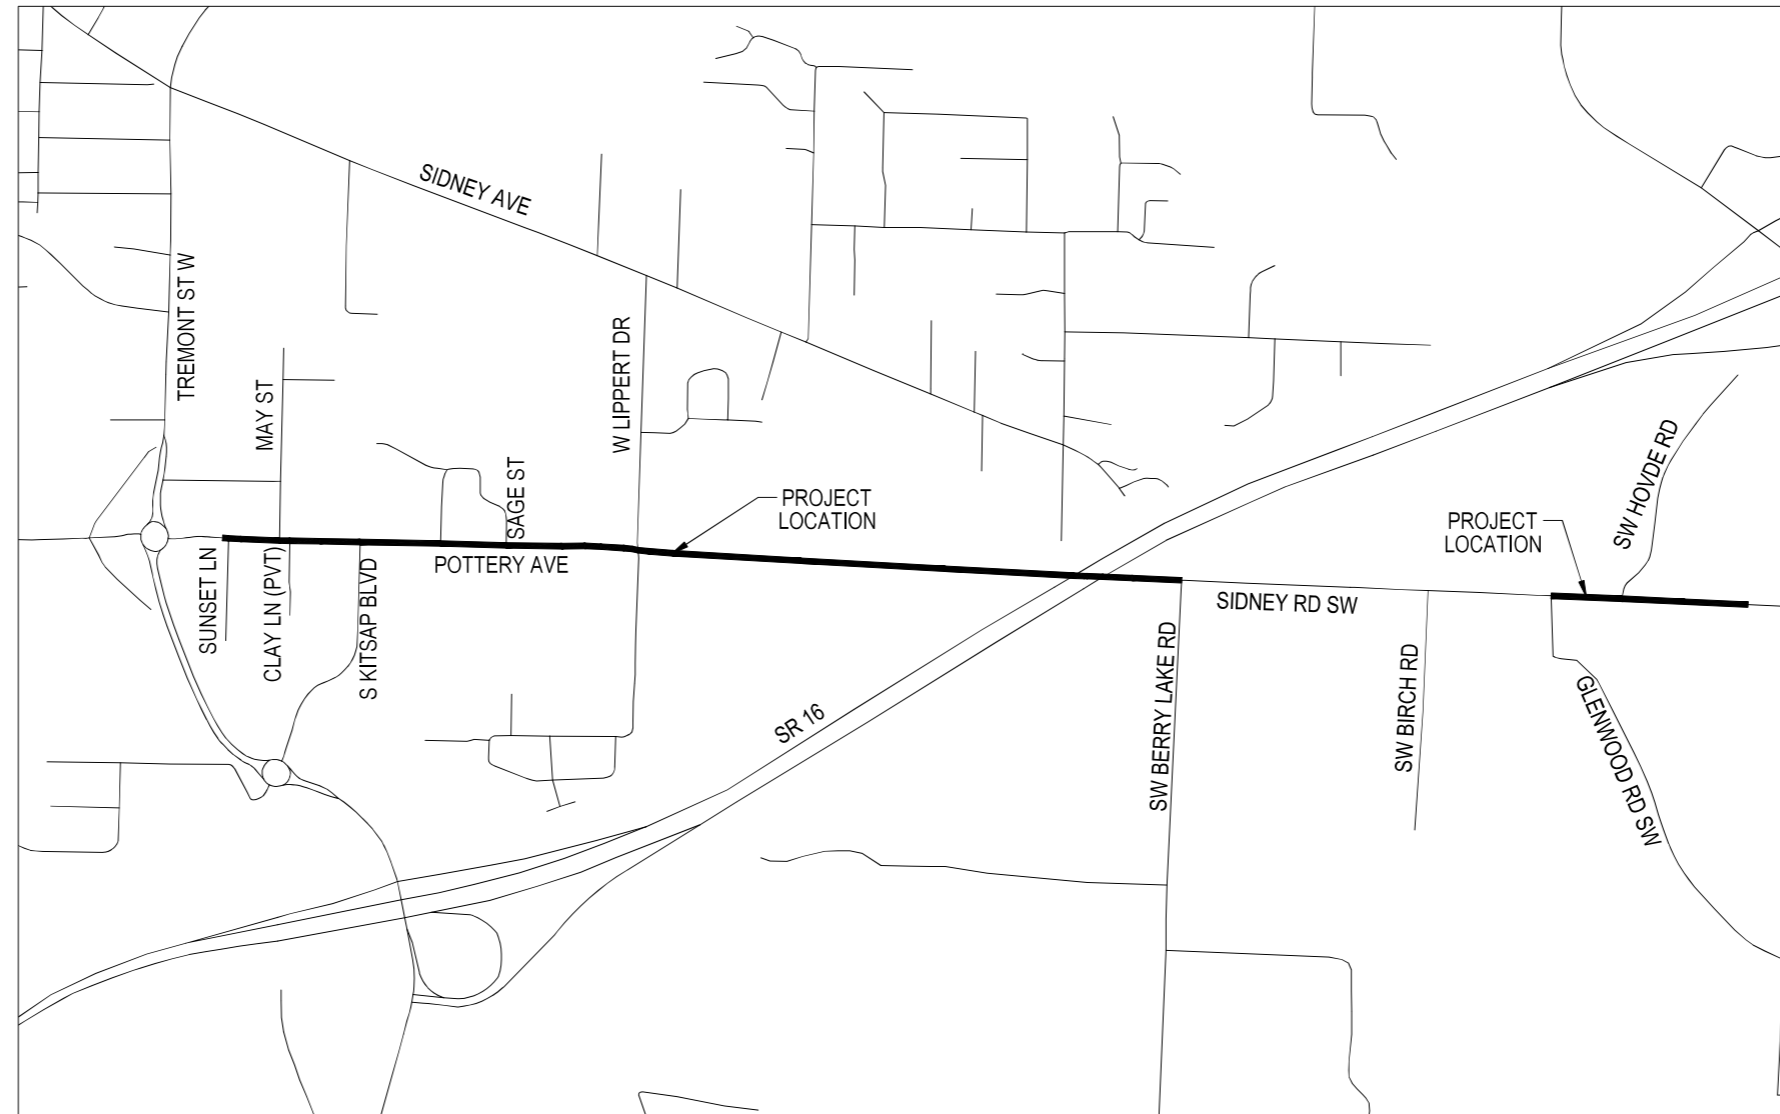 SIDNEY AVE
TREMONT ST W
W LIPPERT DR
MAY ST
SAGE ST
PROJECT
LOCATION
SW HOVDE RD
PROJECT
LOCATION
SUNSET LN
CLAY LN (PVT)
S KITSAP BLVD
POTTERY AVE
SIDNEY RD SW
SW BERRY LAKE RD
SW BIRCH RD
GLENWOOD RD SW
SR 16